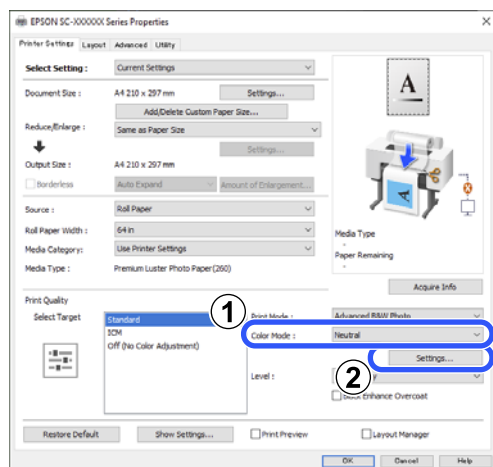 EPSON SC-XXXXXX Series Properties
Printer Settings Layout Advanced Utility
Select Setting : Current Settings
Document Size : A4 210 x 297 mm Settings...
Add/Delete Custom Paper Size...
Reduce/Enlarge : Same as Paper Size
Settings...
Output Size : A4 210 x 297 mm
Borderless Auto Expand Amount of Enlargement...
A
A
Source : Roll Paper
Roll Paper Width : 64 in
Media Category: Use Printer Settings
Media Type : Premium Luster Photo Paper(260)
Media Type
-
Paper Remaining
-
Acquire Info
Print Quality
Select Target
Standard
ICM
Off (No Color Adjustment)
1
Print Mode : Advanced B&W Photo
Color Mode : Neutral
Settings...
2
Level :
Enhance Overcoat
Restore Default Show Settings... Print Preview Layout Manager
OK Cancel Help